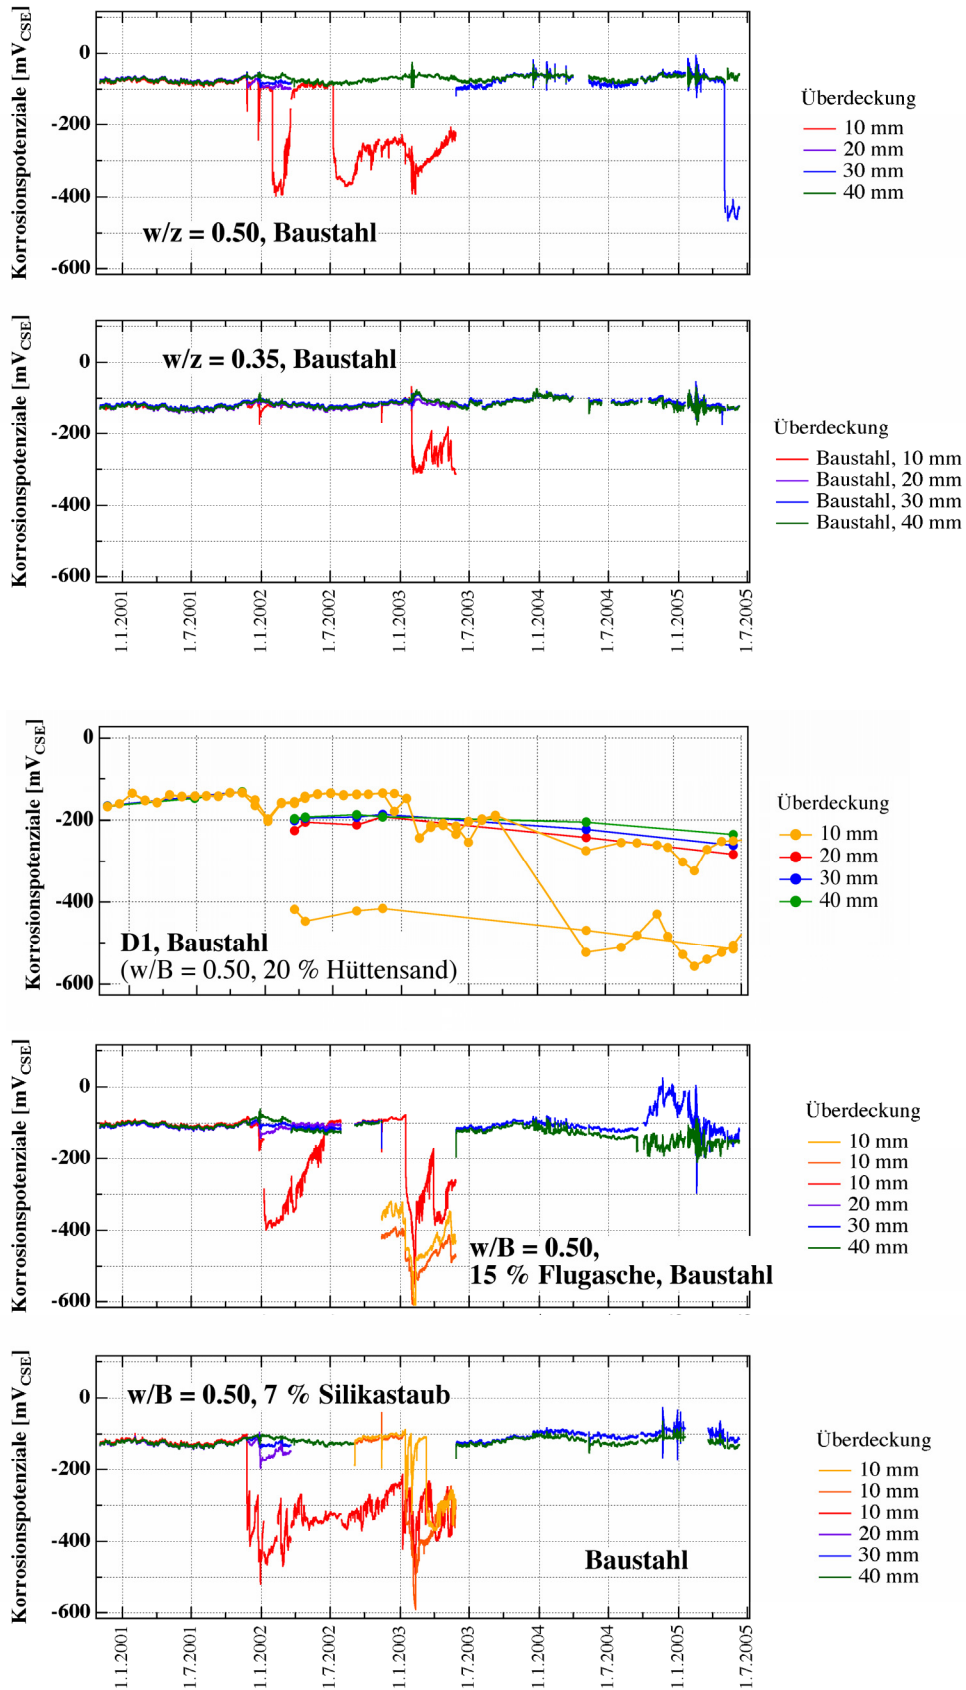 Korrosionspotenziale [mVCSE]
0
-200
-400
-600
w/z = 0.50, Baustahl
Überdeckung
10 mm
20 mm
30 mm
40 mm
Korrosionspotenziale [mVCSE]
0
-200
-400
-600
w/z = 0.35, Baustahl
Überdeckung
Baustahl, 10 mm
Baustahl, 20 mm
Baustahl, 30 mm
Baustahl, 40 mm
1.1.2001
1.7.2001
1.1.2002
1.7.2002
1.1.2003
1.7.2003
1.1.2004
1.7.2004
1.1.2005
1.7.2005
Korrosionspotenziale [mVCSE]
0
-200
-400
-600
D1, Baustahl
(w/B = 0.50, 20 % Hüttensand)
Überdeckung
10 mm
20 mm
30 mm
40 mm
Korrosionspotenziale [mVCSE]
0
-200
-400
-600
w/B = 0.50,
15 % Flugasche, Baustahl
Überdeckung
10 mm
10 mm
10 mm
20 mm
30 mm
40 mm
Korrosionspotenziale [mVCSE]
0
-200
-400
-600
w/B = 0.50, 7 % Silikastaub
Baustahl
Überdeckung
10 mm
10 mm
10 mm
20 mm
30 mm
40 mm
1.1.2001
1.7.2001
1.1.2002
1.7.2002
1.1.2003
1.7.2003
1.1.2004
1.7.2004
1.1.2005
1.7.2005